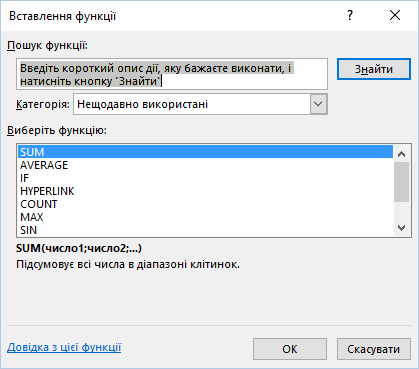 Вставлення функції
Пошук функції:
Введіть короткий опис дії, яку бажаєте виконати, і
натисніть кнопку "Знайти"
Знайти
Категорія: Нещодавно використані
Виберіть функцію:
SUM
AVERAGE
IF
HYPERLINK
COUNT
MAX
SIN
SUM(число1;число2;...)
Підсумовує всі числа в діапазоні клітинок.
Довідка з цієї функції
OK
Скасувати